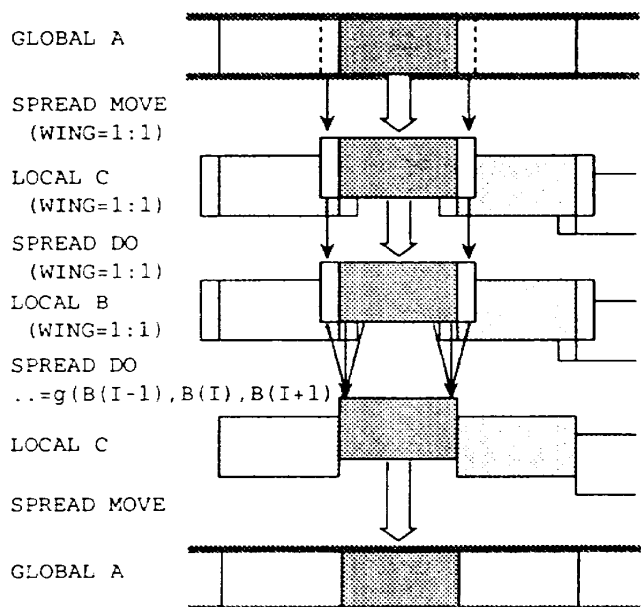 GLOBAL A
SPREAD MOVE
(WING=1:1)
LOCAL C
(WING=1:1)
SPREAD DO
(WING=1:1)
LOCAL B
(WING=1:1)
SPREAD DO
..=g(B(I-1),B(I),B(I+1)
LOCAL C
SPREAD MOVE
GLOBAL A